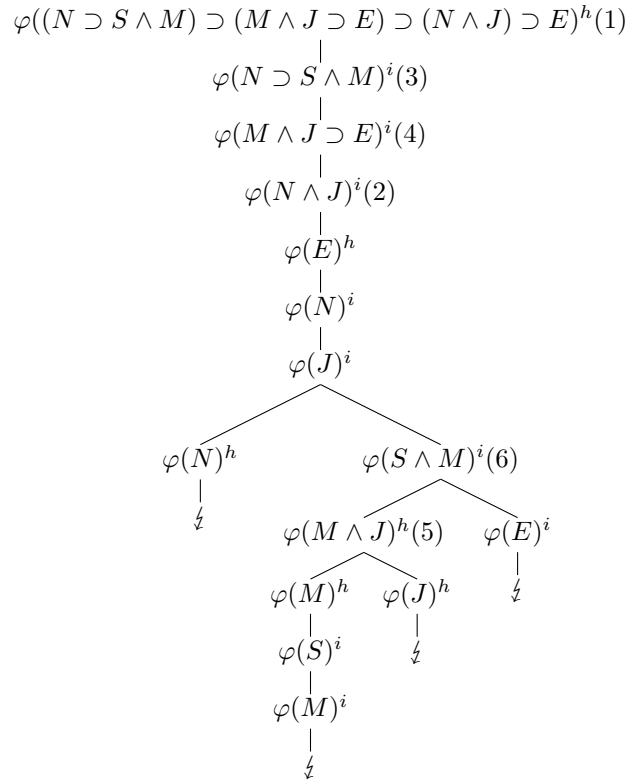 φ((N ⊃ S ∧ M) ⊃ (M ∧ J ⊃ E) ⊃ (N ∧ J) ⊃ E)^h(1)
φ(N ⊃ S ∧ M)^i(3)
φ(M ∧ J ⊃ E)^i(4)
φ(N ∧ J)^i(2)
φ(E)^h
φ(N)^i
φ(J)^i
φ(N)^h φ(S ∧ M)^i(6)
↯ φ(M ∧ J)^h(5) φ(E)^i
φ(M)^h φ(J)^h ↯
φ(S)^i ↯
φ(M)^i
↯